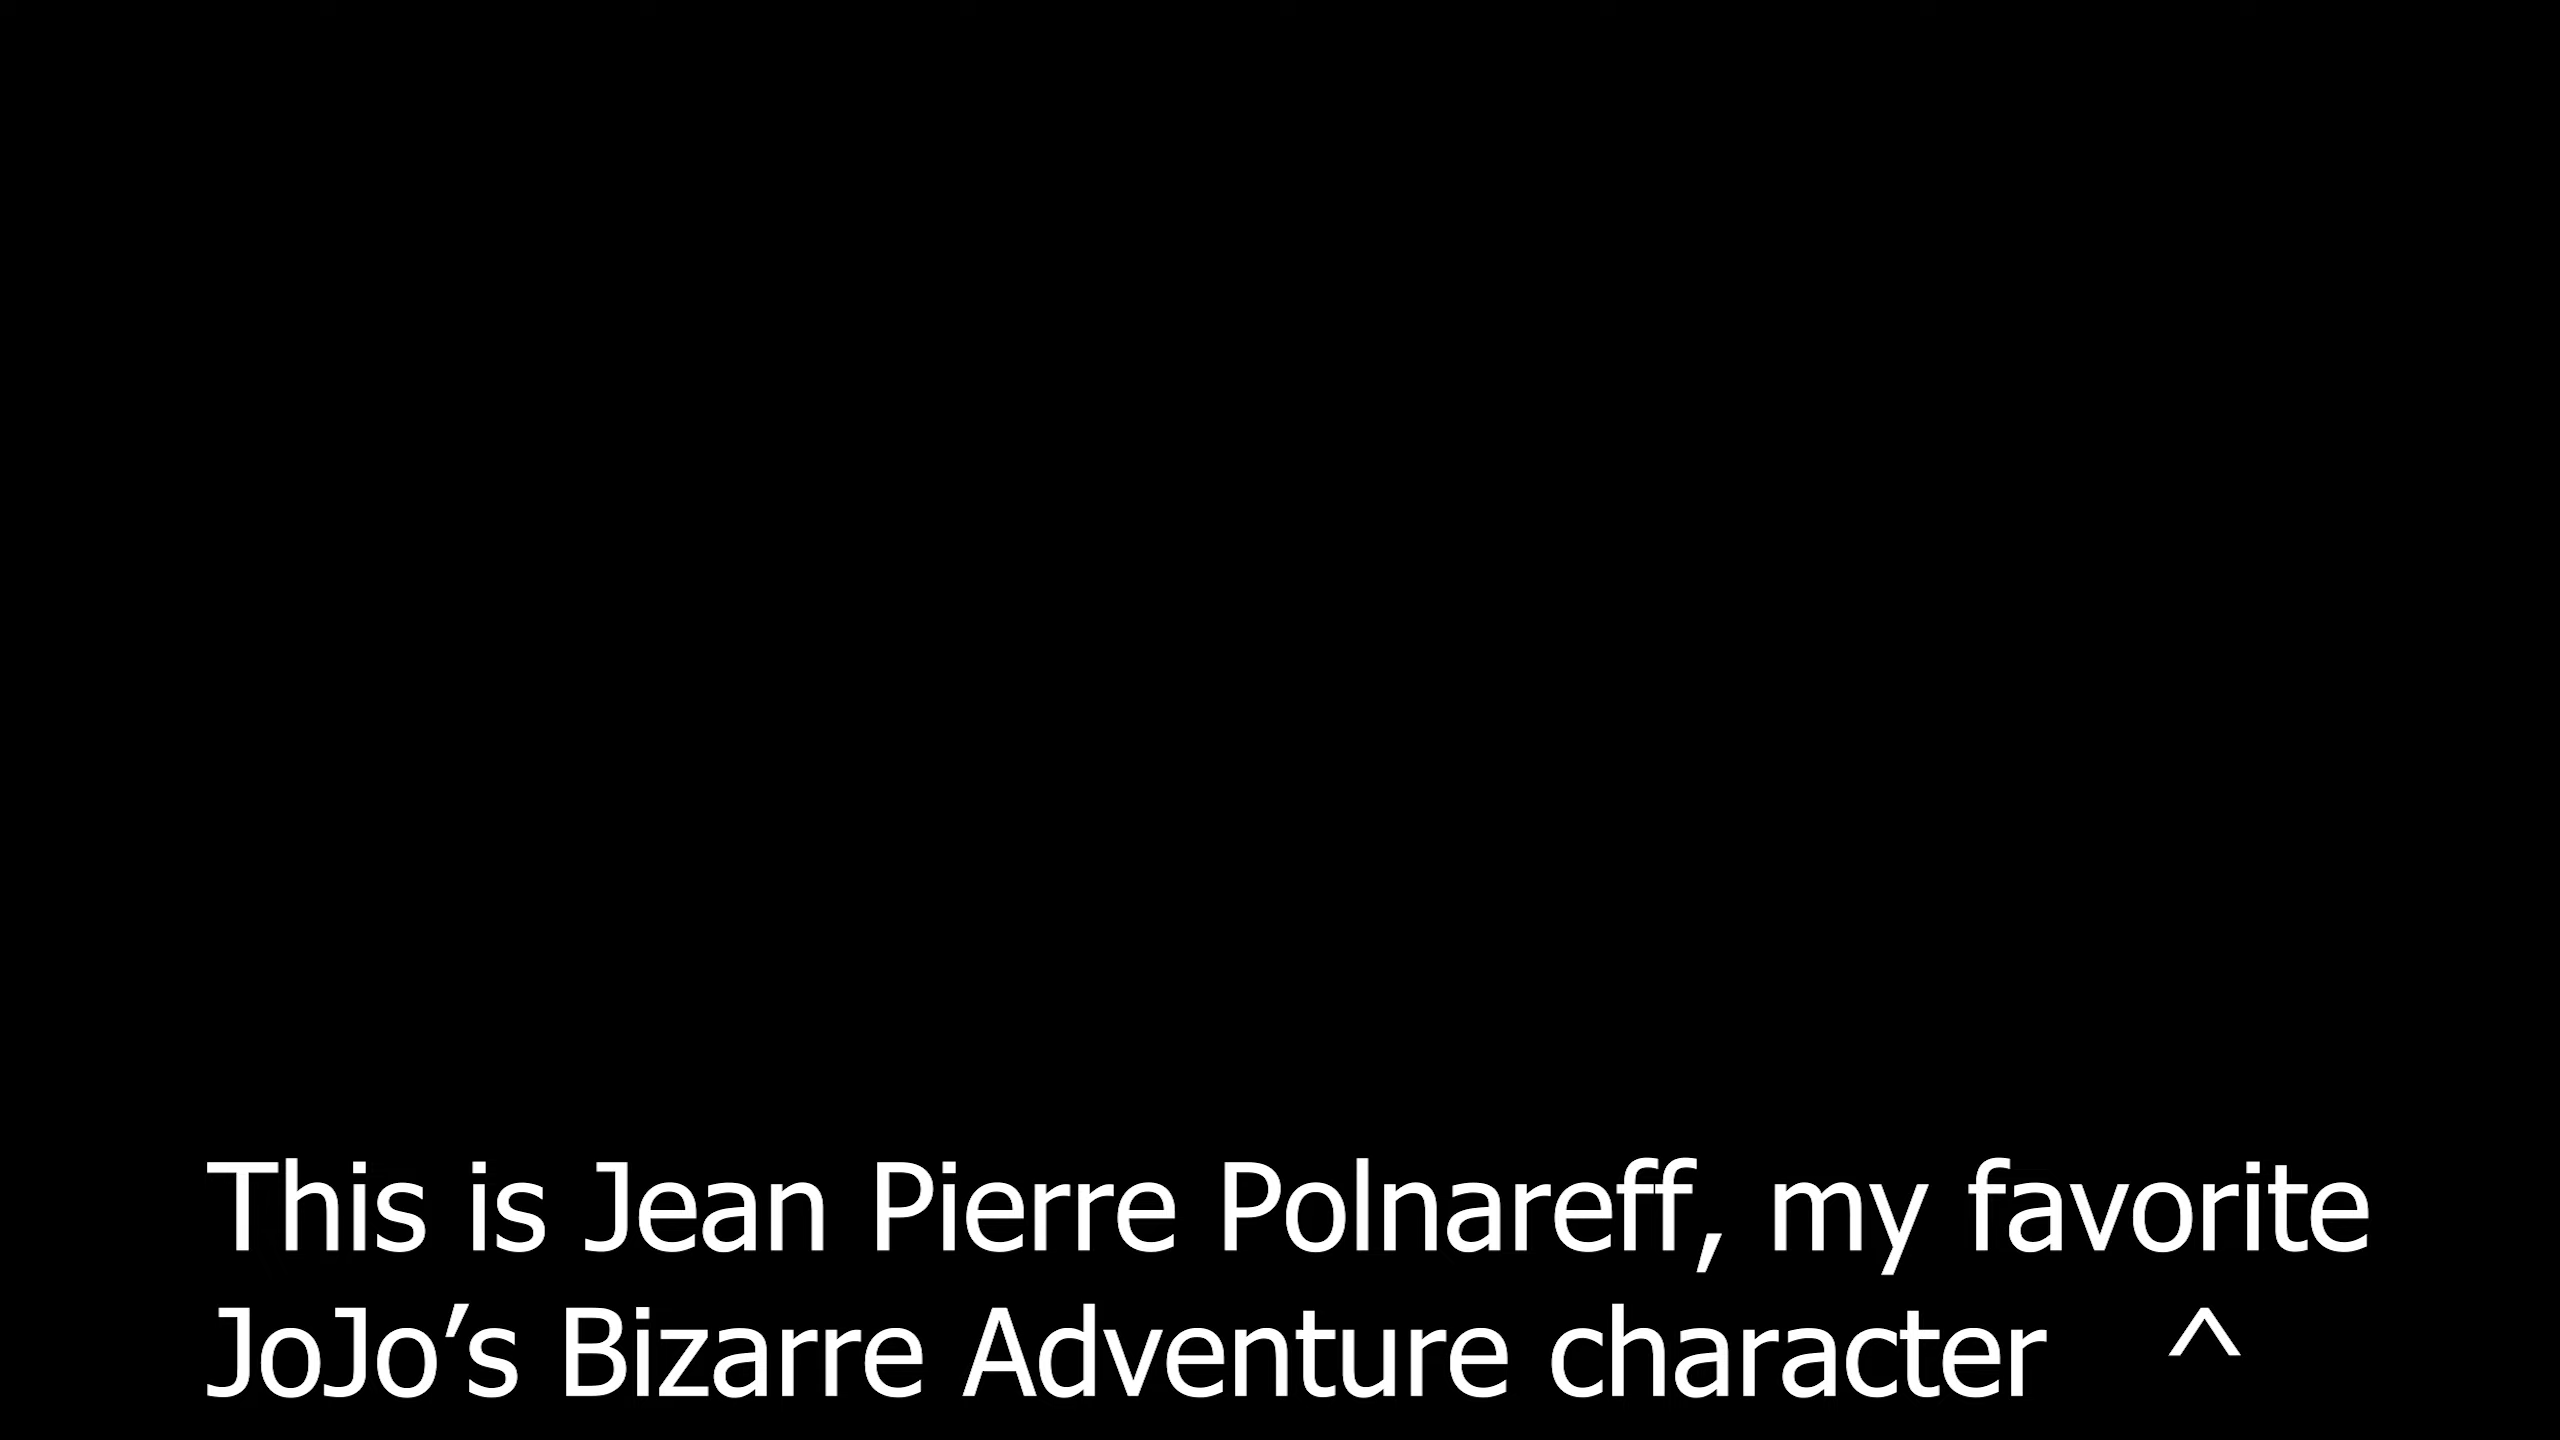 This is Jean Pierre Polnareff, my favorite
JoJo’s Bizarre Adventure character ^